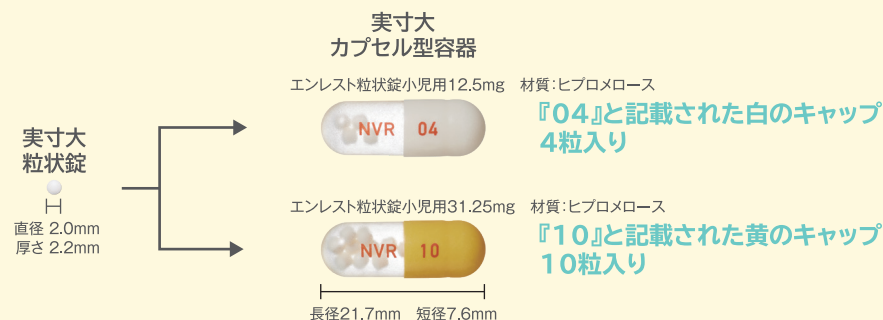 実寸大
カプセル型容器
エンレスト粒状錠小児用12.5mg 材質：ヒプロメロース
『04』と記載された白のキャップ
4粒入り
NVR 04
実寸大
粒状錠
直径 2.0mm
厚さ 2.2mm
エンレスト粒状錠小児用31.25mg 材質：ヒプロメロース
『10』と記載された黄のキャップ
10粒入り
NVR 10
長径21.7mm 短径7.6mm